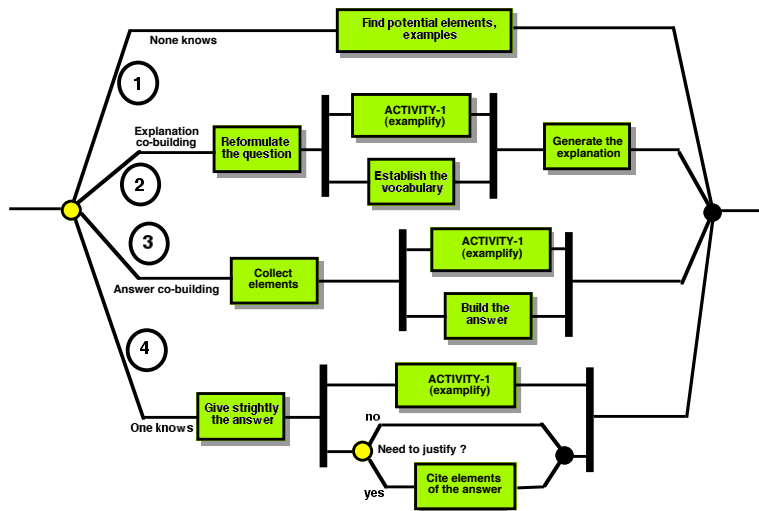 Find potential elements,
examples
None knows
1
Explanation
co-building
Reformulate
the question
ACTIVITY-1
(examplify)
Establish the
vocabulary
Generate the
explanation
2
3
Answer co-building
Collect
elements
ACTIVITY-1
(examplify)
Build the
answer
4
One knows
Give strightly
the answer
ACTIVITY-1
(examplify)
no
Need to justify ?
yes
Cite elements
of the answer